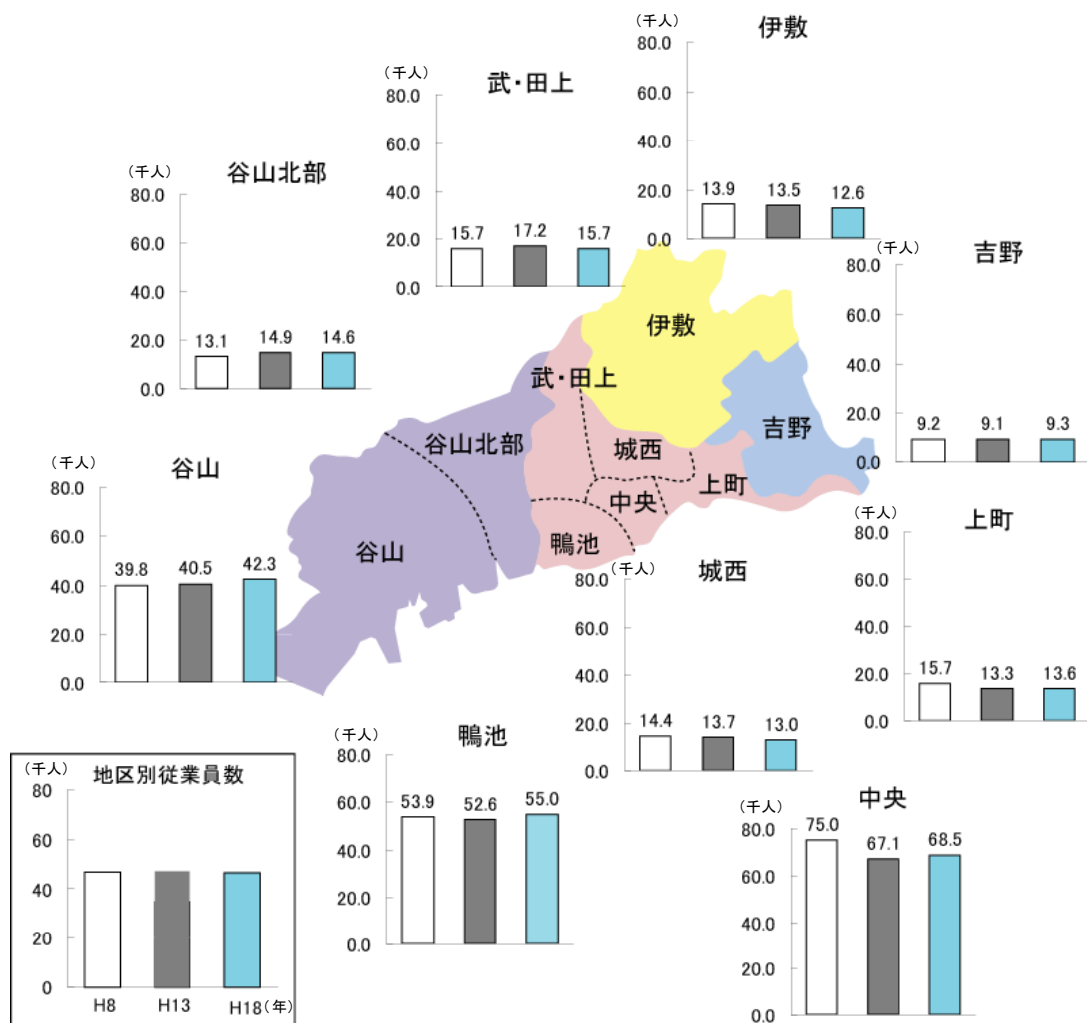 伊敷
(千人)
80.0
60.0
40.0
20.0
0.0
13.9 13.5 12.6
武・田上
(千人)
80.0
60.0
40.0
20.0
0.0
15.7 17.2 15.7
谷山北部
(千人)
80.0
60.0
40.0
20.0
0.0
13.1 14.9 14.6
吉野
(千人)
80.0
60.0
40.0
20.0
0.0
9.2 9.1 9.3
伊敷
武・田上
吉野
谷山北部
城西
上町
中央
鴨池
谷山
谷山
(千人)
80.0
60.0
40.0
20.0
0.0
39.8 40.5 42.3
上町
(千人)
80.0
60.0
40.0
20.0
0.0
15.7 13.3 13.6
城西
(千人)
80.0
60.0
40.0
20.0
0.0
14.4 13.7 13.0
鴨池
(千人)
80.0
60.0
40.0
20.0
0.0
53.9 52.6 55.0
中央
(千人)
80.0
60.0
40.0
20.0
0.0
75.0 67.1 68.5
地区別従業員数
(千人)
80
60
40
20
0
H8 H13 H18(年)